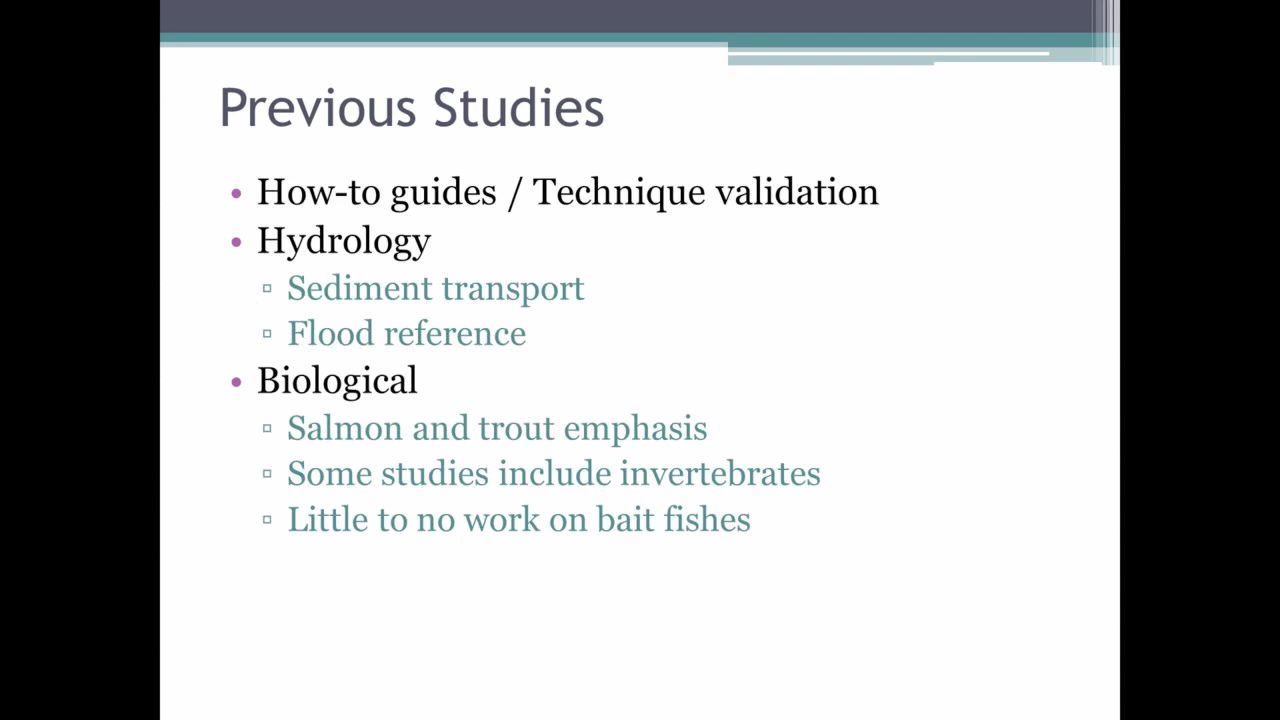 Previous Studies
• How-to guides / Technique validation
• Hydrology
▫ Sediment transport
▫ Flood reference
• Biological
▫ Salmon and trout emphasis
▫ Some studies include invertebrates
▫ Little to no work on bait fishes